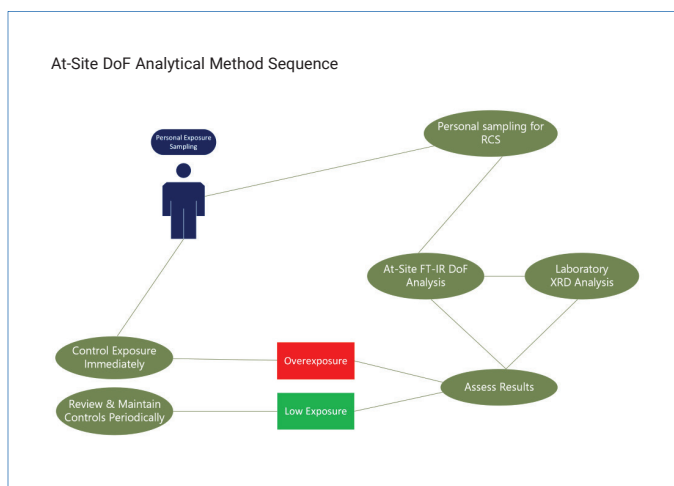 At-Site DoF Analytical Method Sequence
Personal Exposure
Sampling
Personal sampling for
RCS
At-Site FT-IR DoF
Analysis
Laboratory
XRD Analysis
Control Exposure
Immediately
Overexposure
Assess Results
Review & Maintain
Controls Periodically
Low Exposure